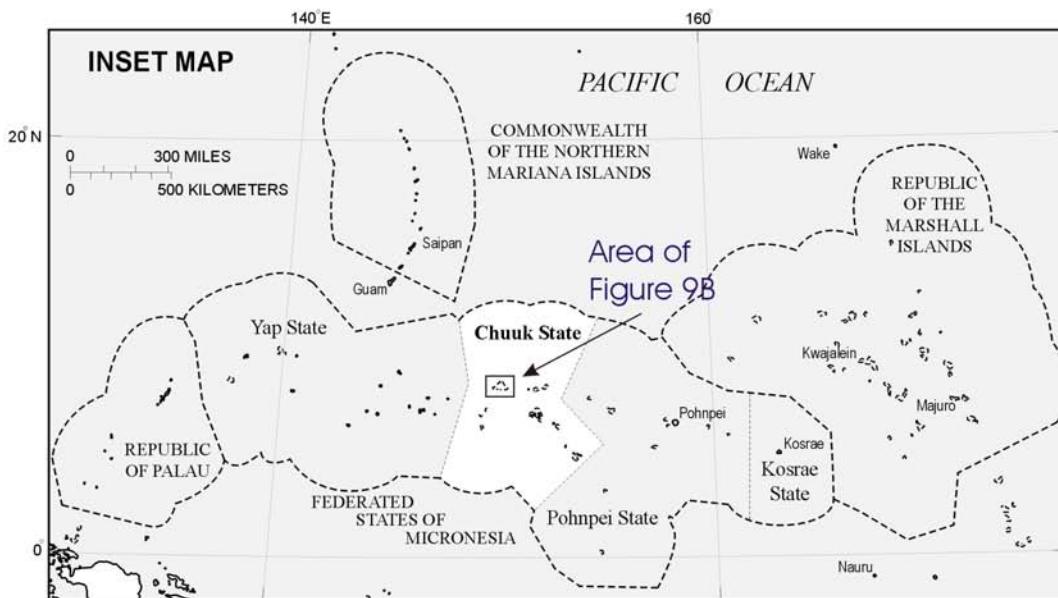 140°E
160°
INSET MAP
PACIFIC OCEAN
20°N
0 300 MILES
0 500 KILOMETERS
COMMONWEALTH
OF THE NORTHERN
MARIANA ISLANDS
Wake
REPUBLIC
OF THE
MARSHALL
ISLANDS
Saipan
Guam
Area of
Figure 9B
Yap State
Chuuk State
Kwajalein
Majuro
Pohnpei
Kosrae
Kosrae
State
REPUBLIC
OF PALAU
FEDERATED
STATES OF
MICRONESIA
Pohnpei State
0°
Nauru